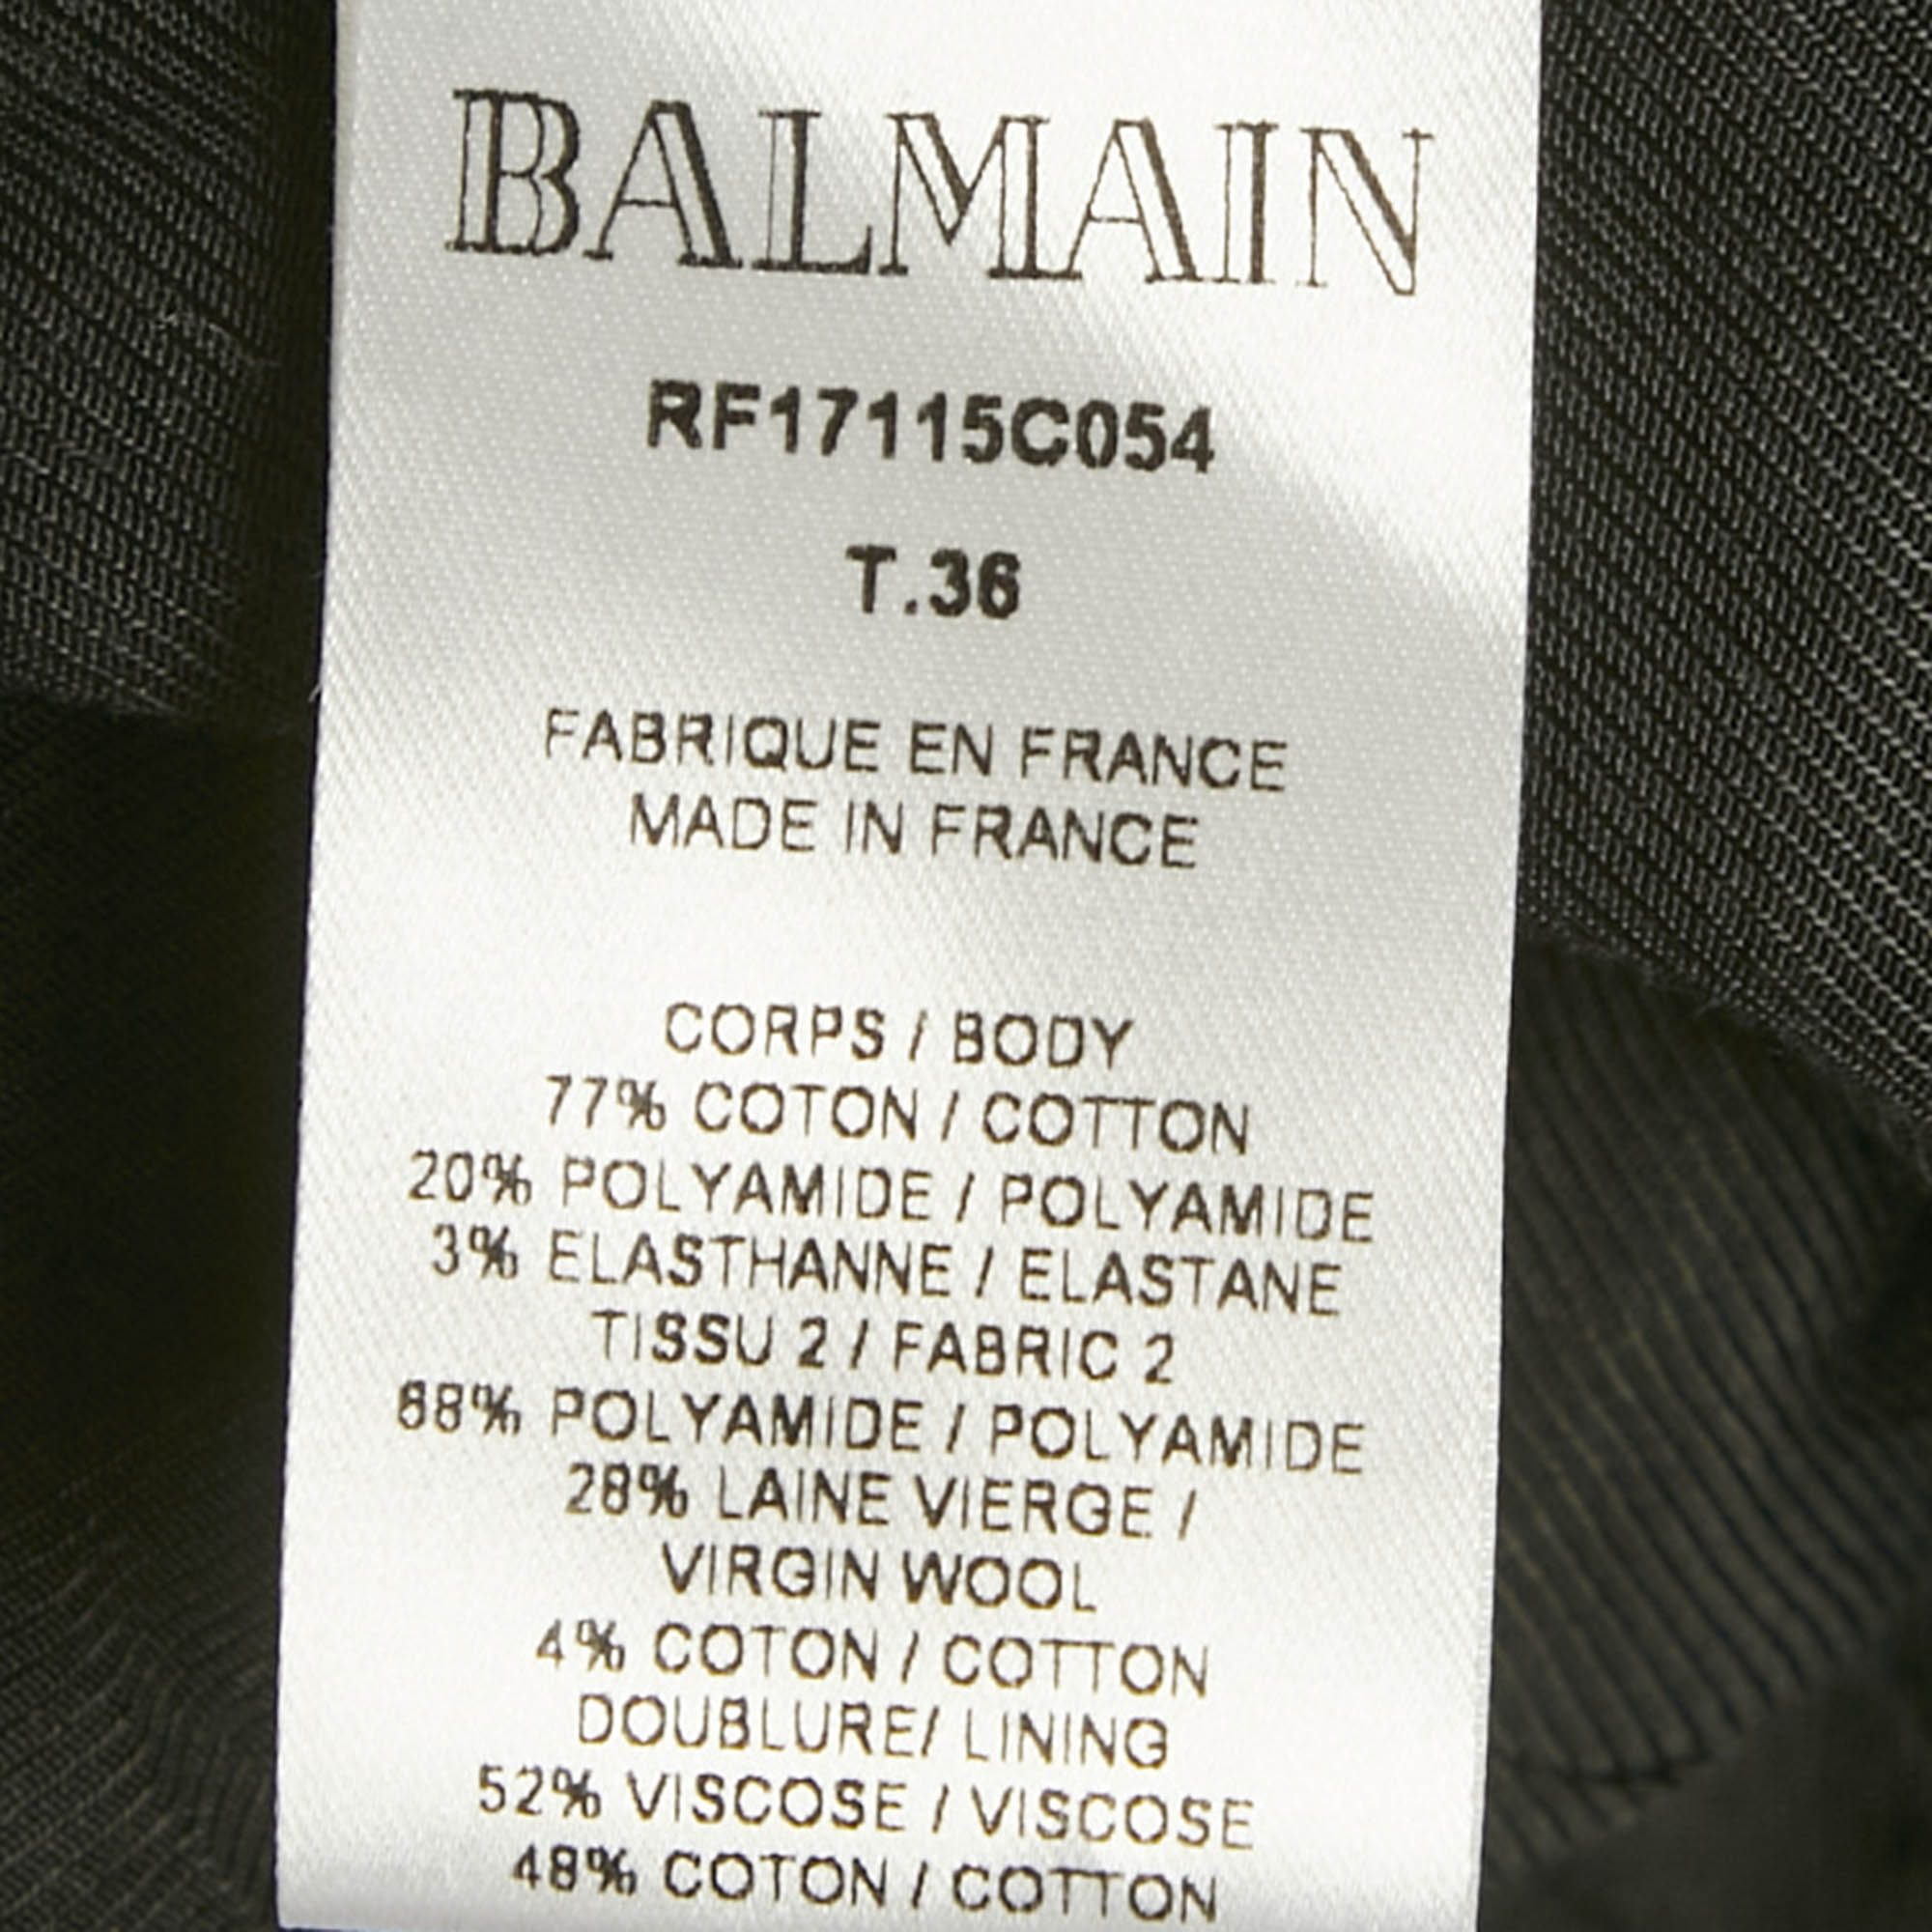 BALMAIN
RF17115C054
T.36
FABRIQUE EN FRANCE
MADE IN FRANCE
CORPS / BODY
77% COTON / COTTON
20% POLYAMIDE / POLYAMIDE
3% ELASTHANNE / ELASTANE
TISSU 2 / FABRIC 2
68% POLYAMIDE / POLYAMIDE
28% LAINE VIERGE /
VIRGIN WOOL
4% COTON / COTTON
DOUBLURE/ LINING
52% VISCOSE / VISCOSE
48% COTON / COTTON